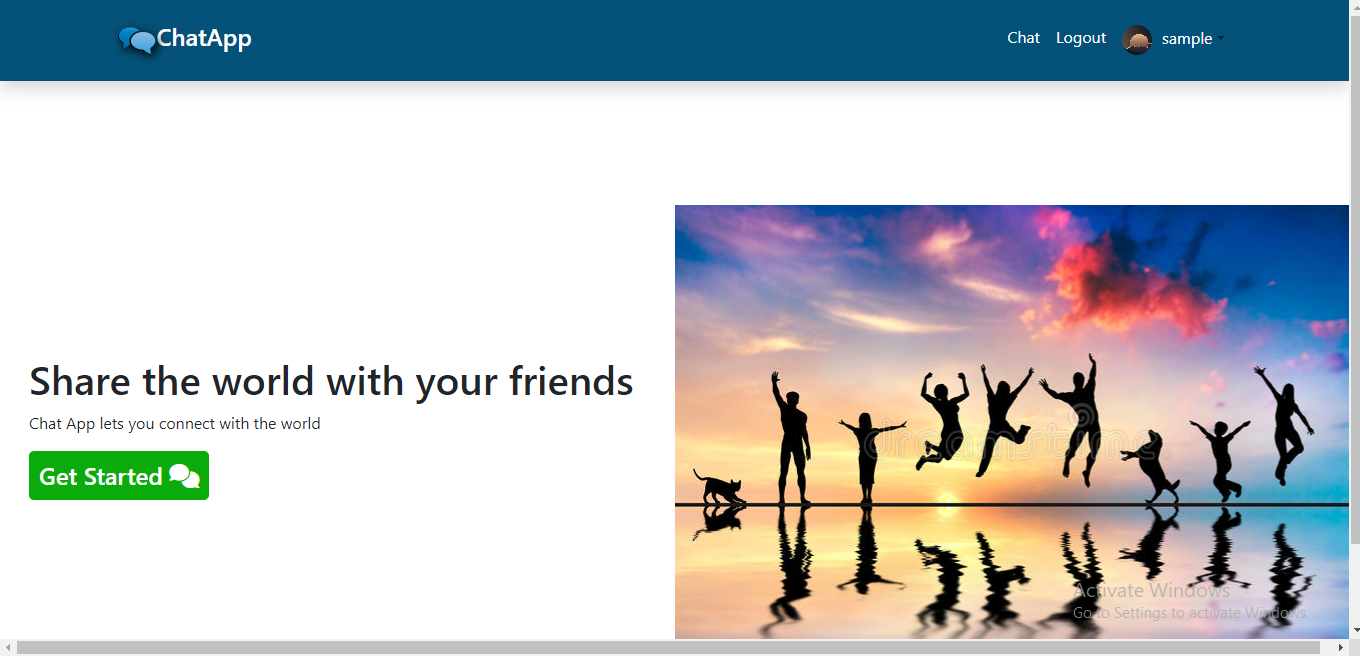 ChatApp
Chat Logout sample
Share the world with your friends
Chat App lets you connect with the world
Get Started
dreamstime
Activate Windows
Go to Settings to activate Windows.